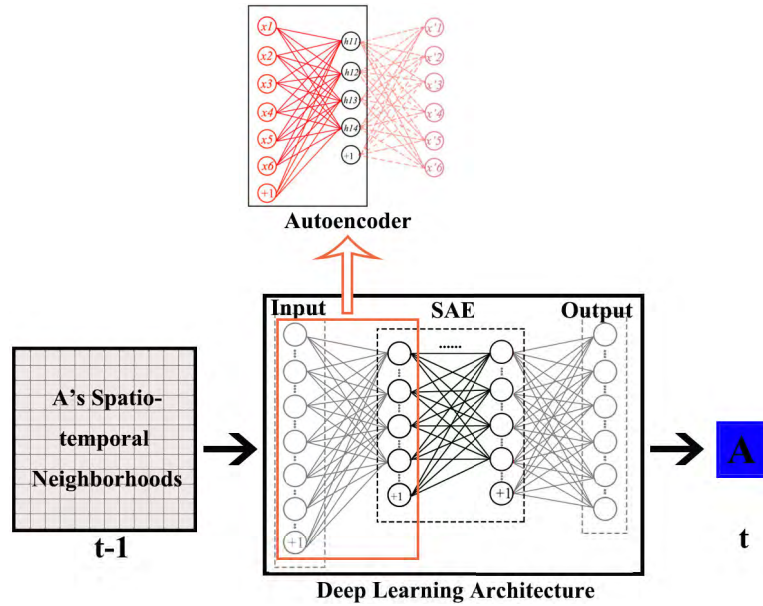 x1
x2
x3
x4
x5
x6
+1
h11
h12
h13
h14
+1
x'1
x'2
x'3
x'4
x'5
x'6
Autoencoder
Input
SAE
Output
......
+1
+1
+1
A's Spatio-
temporal
Neighborhoods
t-1
A
t
Deep Learning Architecture